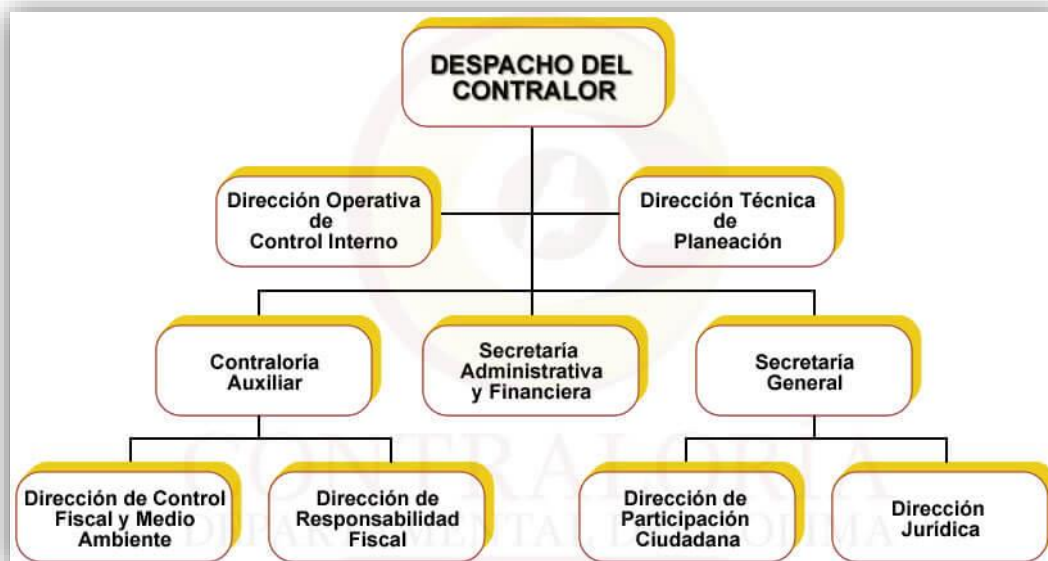 DESPACHO DEL
CONTRALOR
Dirección Operativa
de
Control Interno
Dirección Técnica
de
Planeación
Contraloría
Auxiliar
Secretaría
Administrativa
y Financiera
Secretaría
General
Dirección de Control
Fiscal y Medio
Ambiente
Dirección de
Responsabilidad
Fiscal
Dirección de
Participación
Ciudadana
Dirección
Jurídica
CONTRALORIA